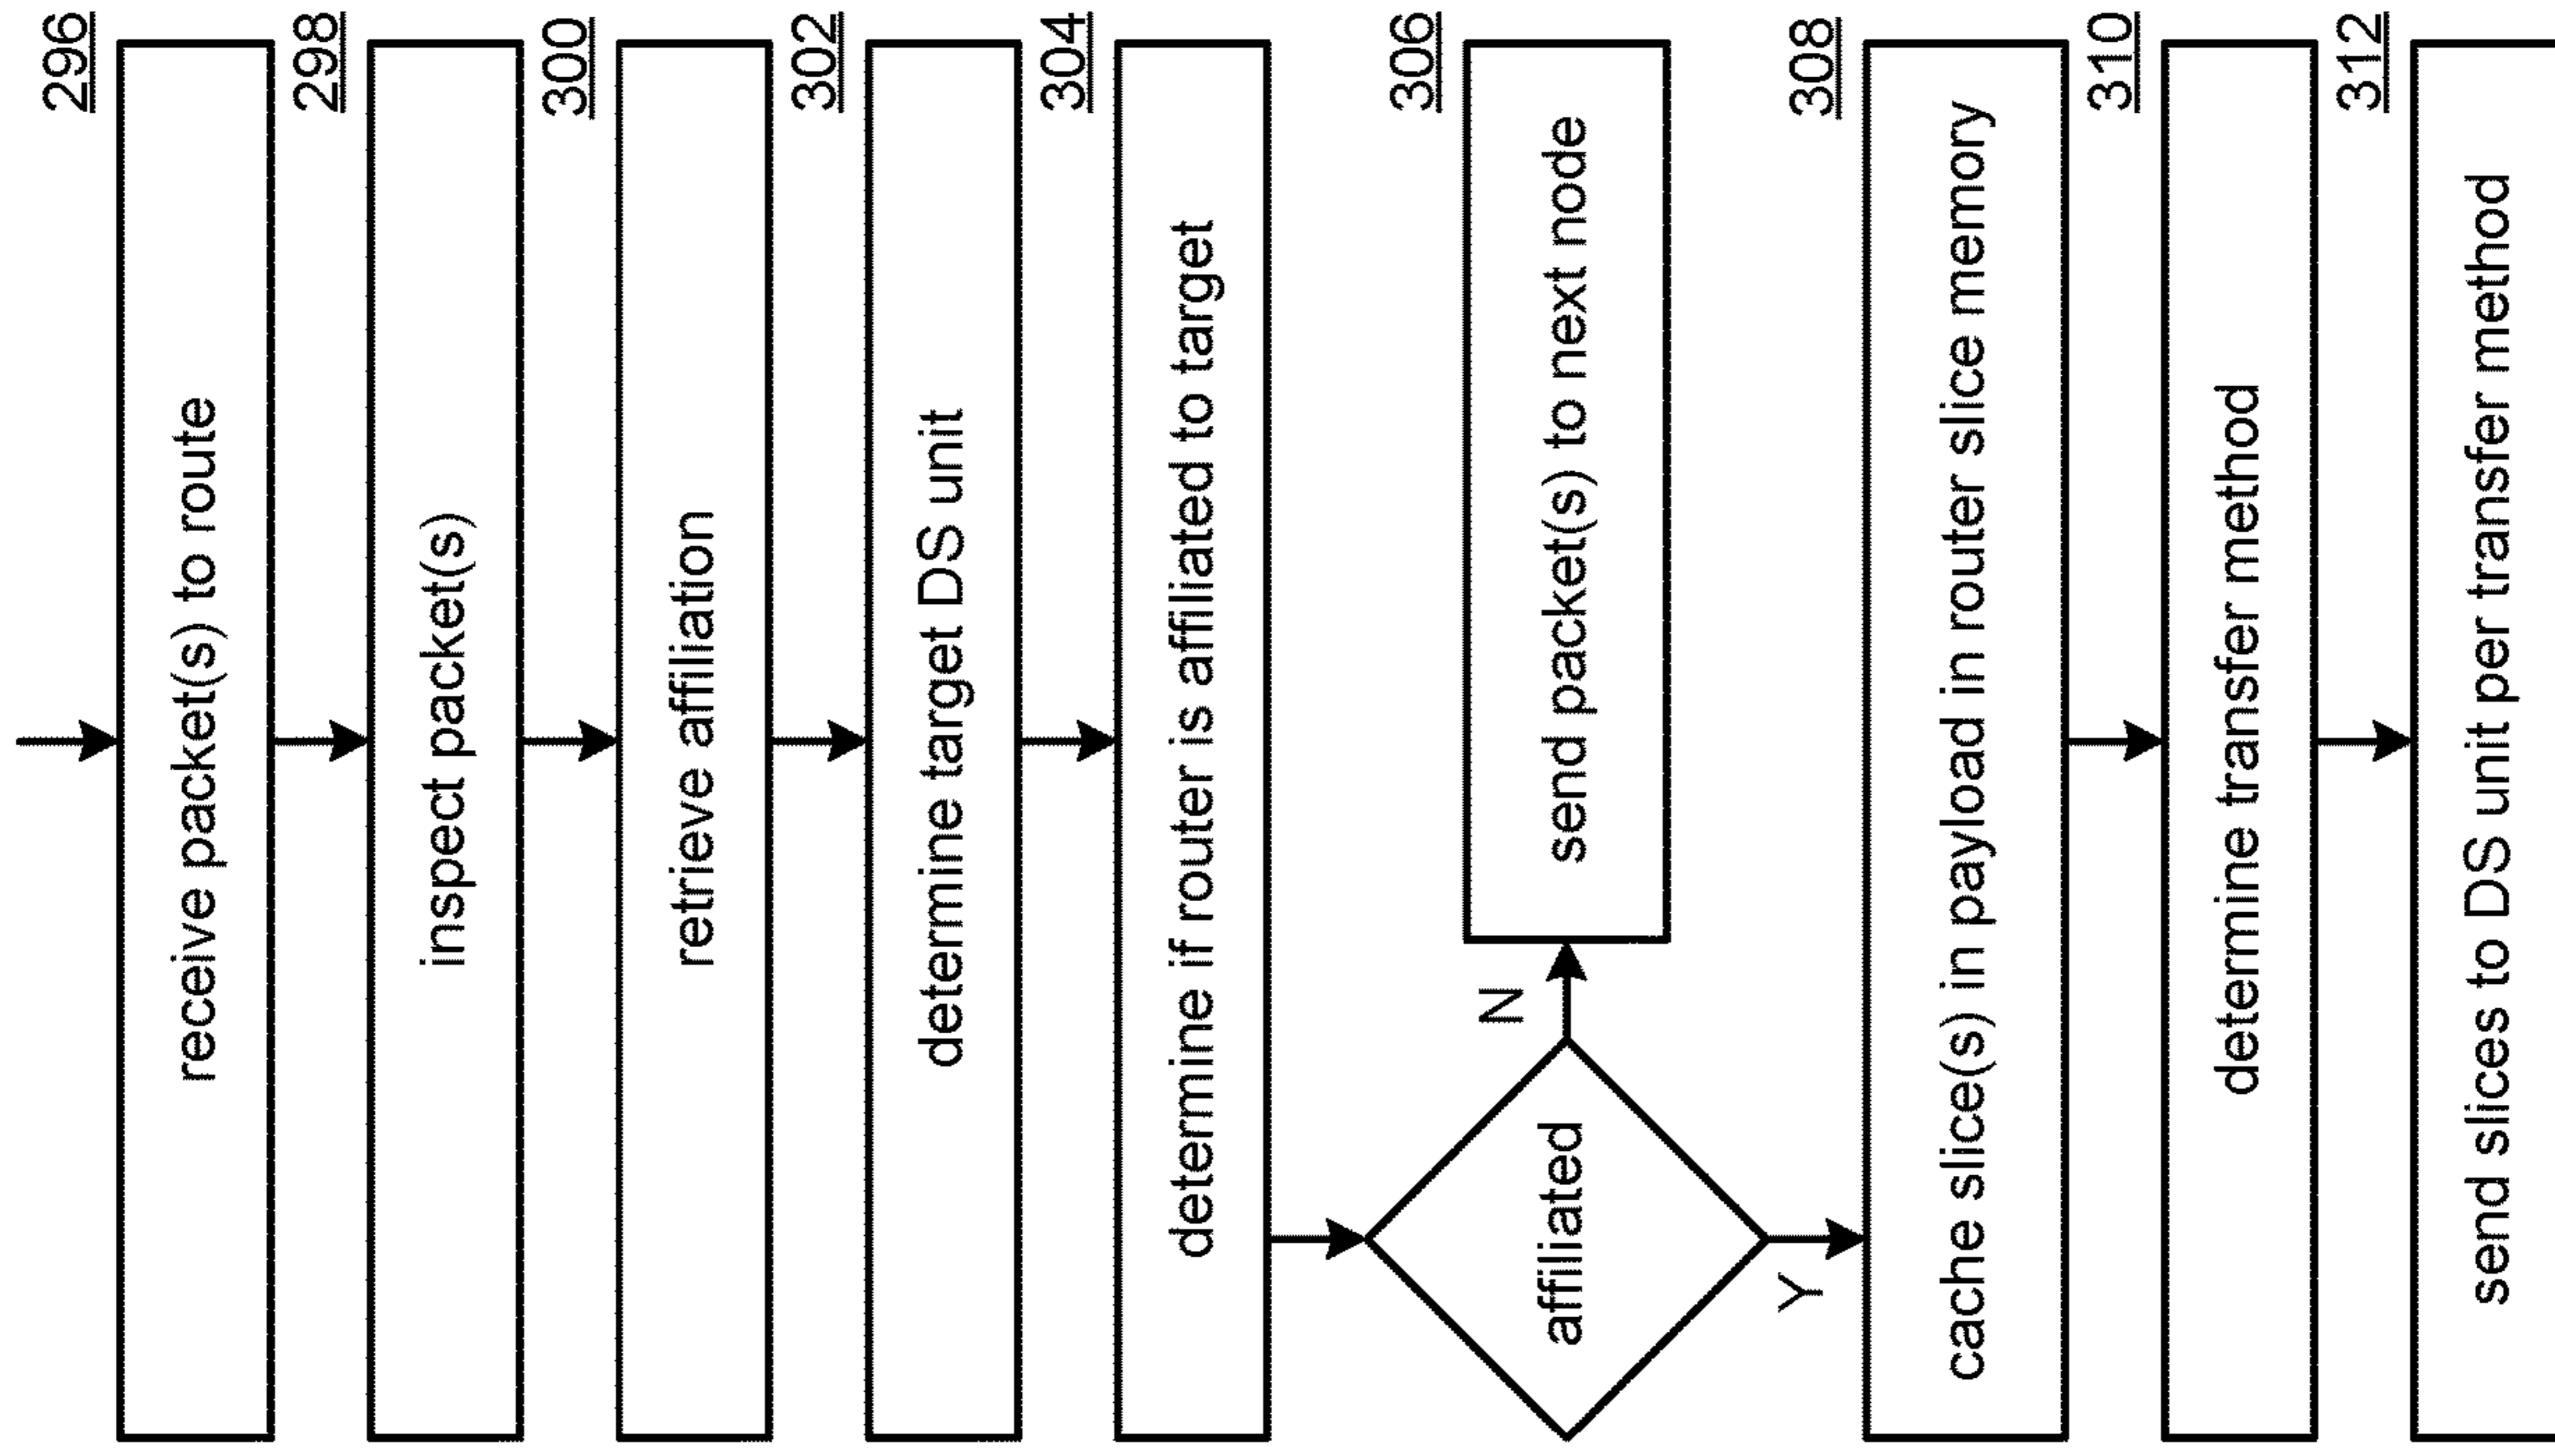 296
receive packet(s) to route
298
inspect packet(s)
300
retrieve affiliation
302
determine target DS unit
304
determine if router is affiliated to target
affiliated
N
306
send packet(s) to next node
Y
308
cache slice(s) in payload in router slice memory
310
determine transfer method
312
send slices to DS unit per transfer method